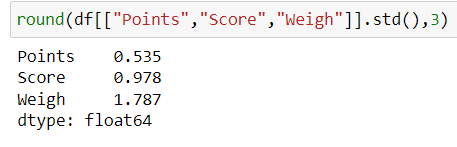 round(df[["Points","Score","Weigh"]].std(),3)
Points    0.535
Score     0.978
Weigh     1.787
dtype: float64